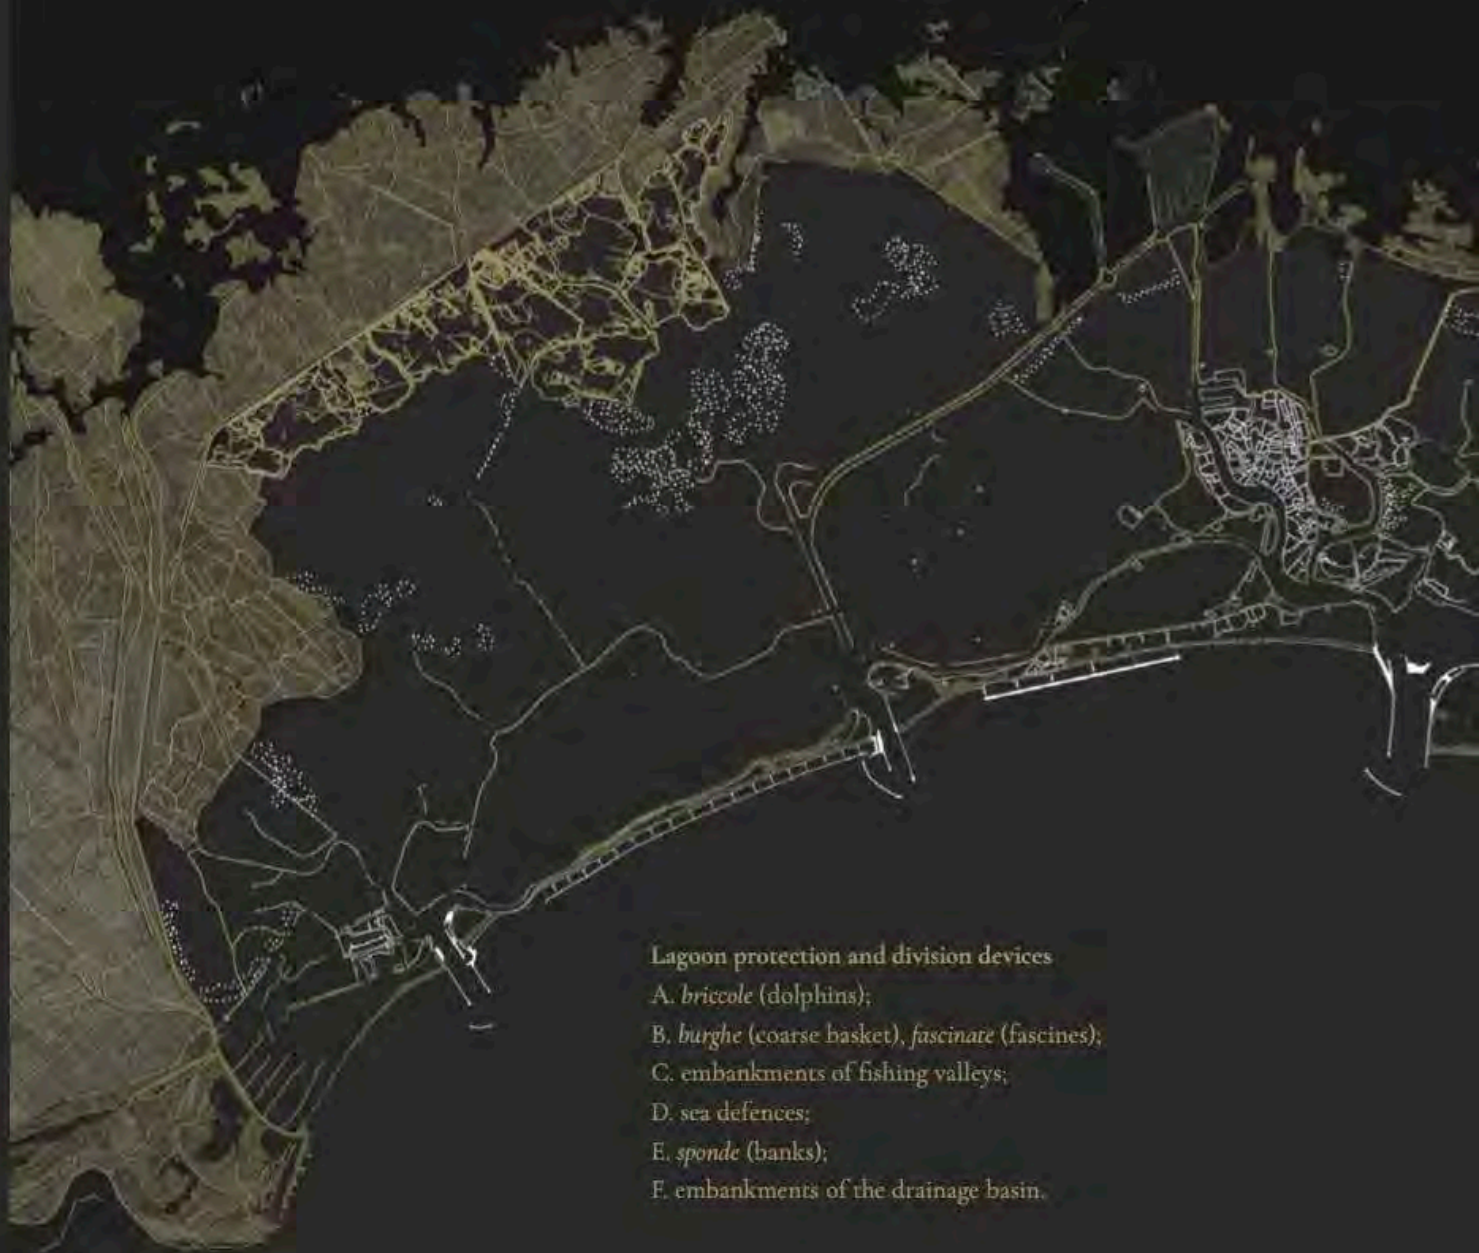 Lagoon protection and division devices
A. briccole (dolphins);
B. burghe (coarse basket), fascinate (fascines);
C. embankments of fishing valleys;
D. sea defences;
E. sponde (banks);
F. embankments of the drainage basin.